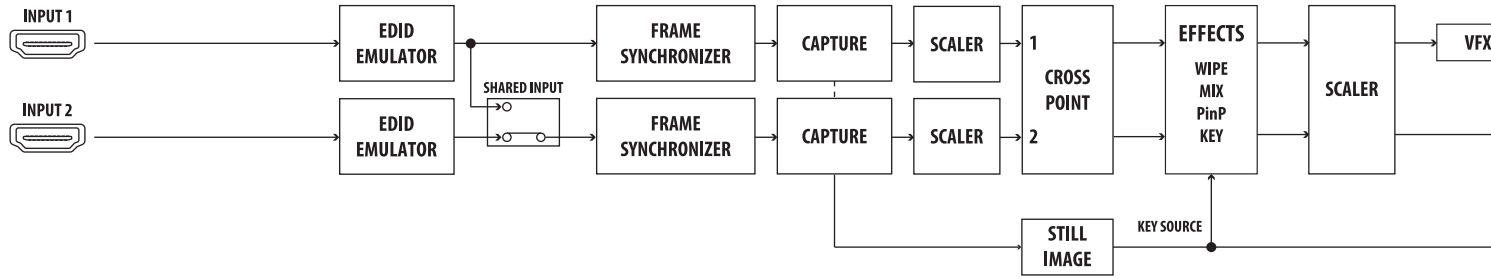 INPUT 1
EDID
EMULATOR
FRAME
SYNCHRONIZER
CAPTURE
SCALER
1
CROSS
POINT
2
EFFECTS
WIPE
MIX
PinP
KEY
SCALER
VFX
SHARED INPUT
INPUT 2
EDID
EMULATOR
FRAME
SYNCHRONIZER
CAPTURE
SCALER
STILL
IMAGE
KEY SOURCE